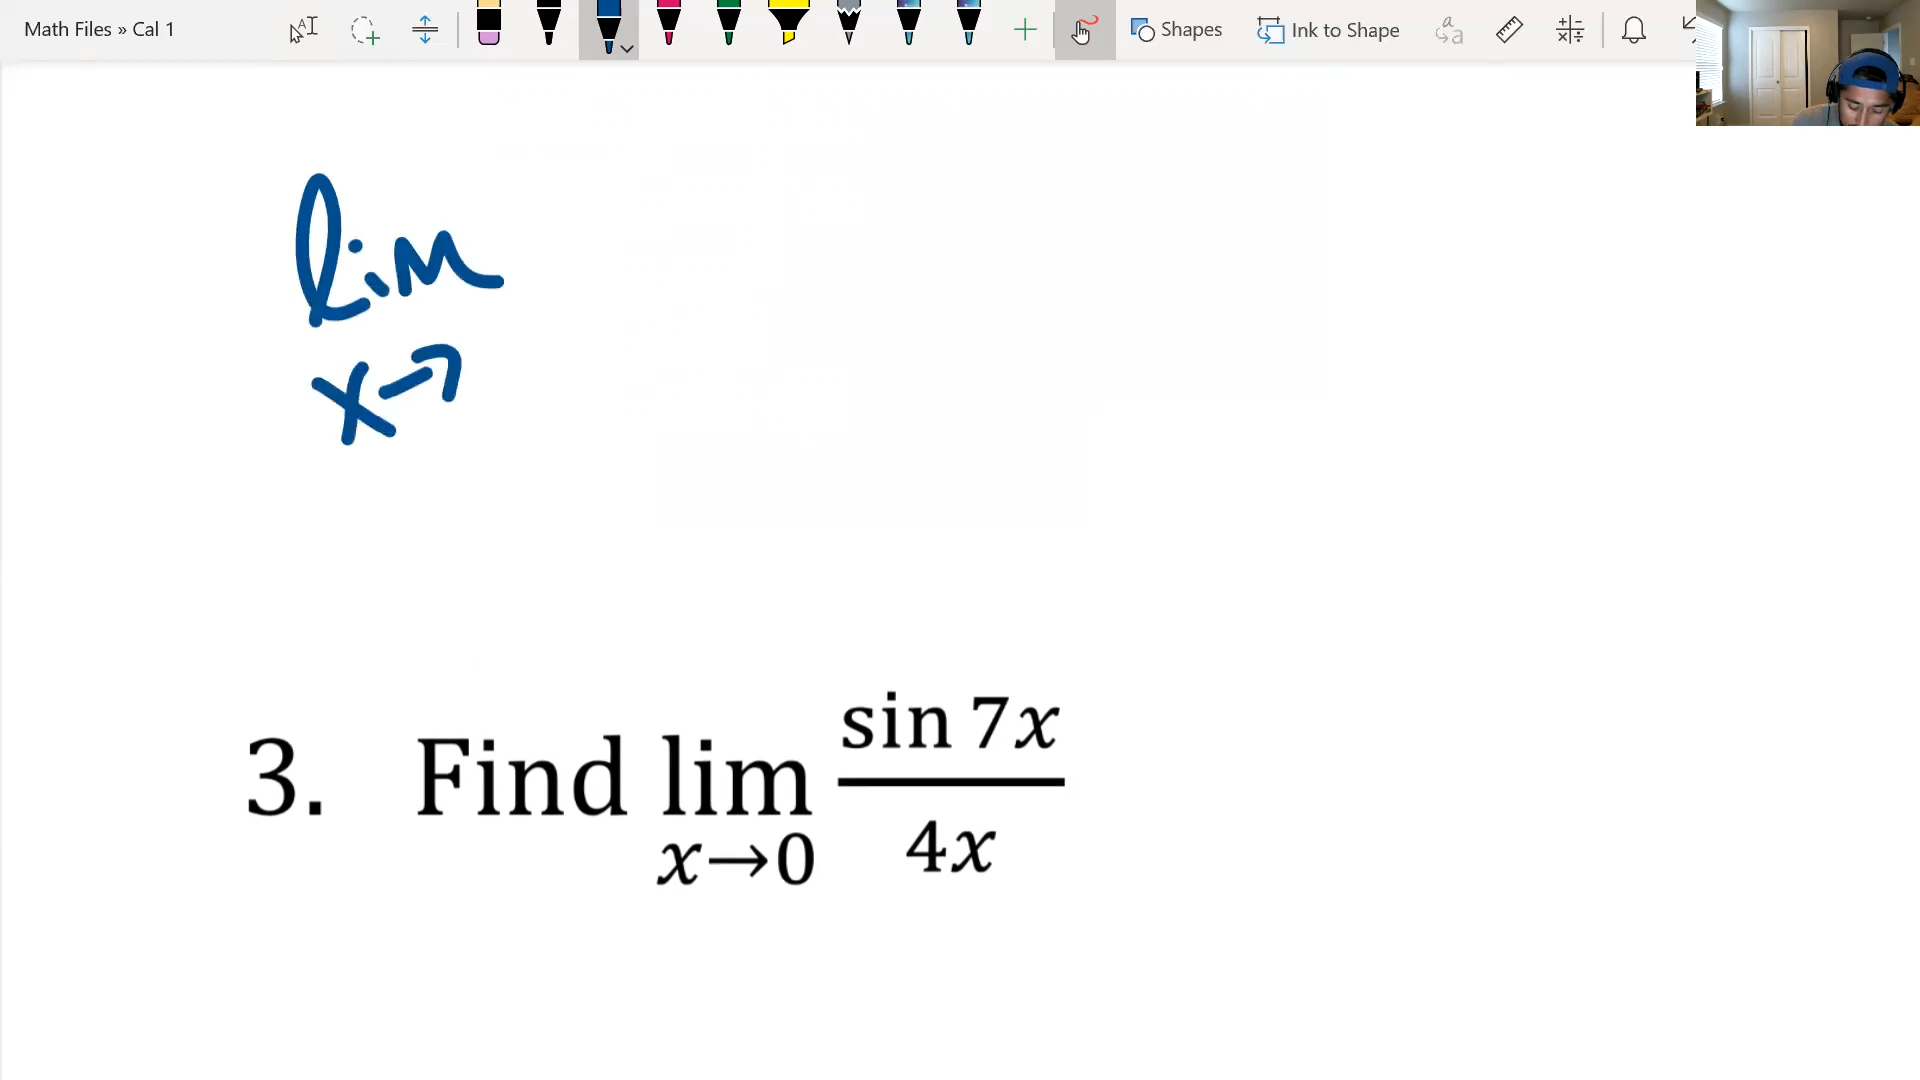 Math Files » Cal 1
Shapes
Ink to Shape
lim
x→
3. Find lim x→0 sin 7x / 4x